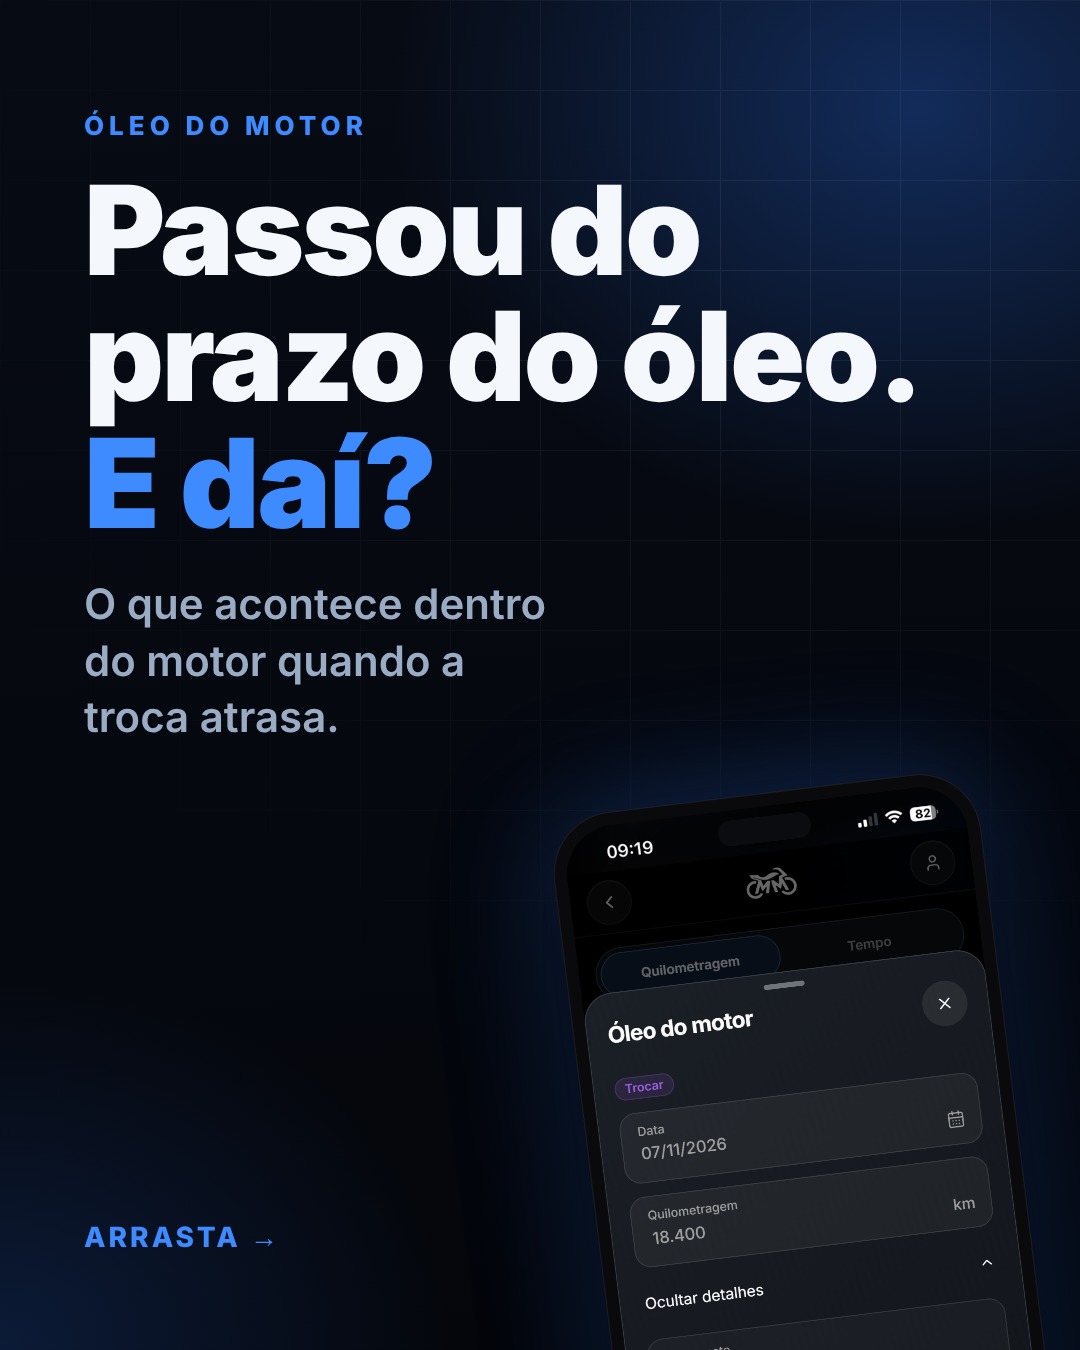 ÓLEO DO MOTOR
Passou do
prazo do óleo.
E daí?
O que acontece dentro
do motor quando a
troca atrasa.
09:19
82
MM
Quilometragem
Tempo
Óleo do motor
Trocar
Data
07/11/2026
Quilometragem
18.400
km
Ocultar detalhes
ARRASTA →